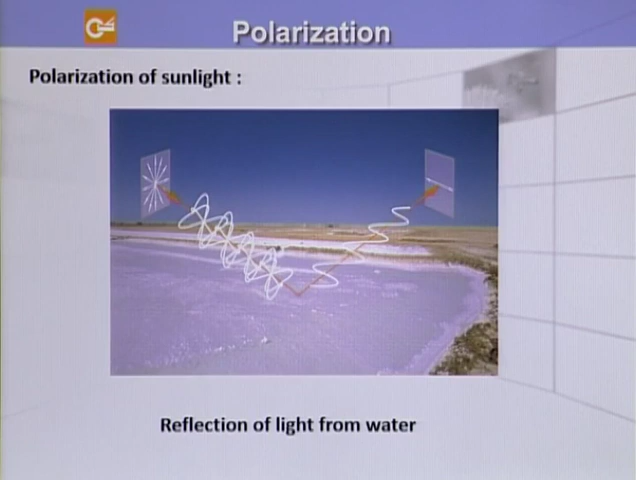 Polarization
Polarization of sunlight :
Reflection of light from water